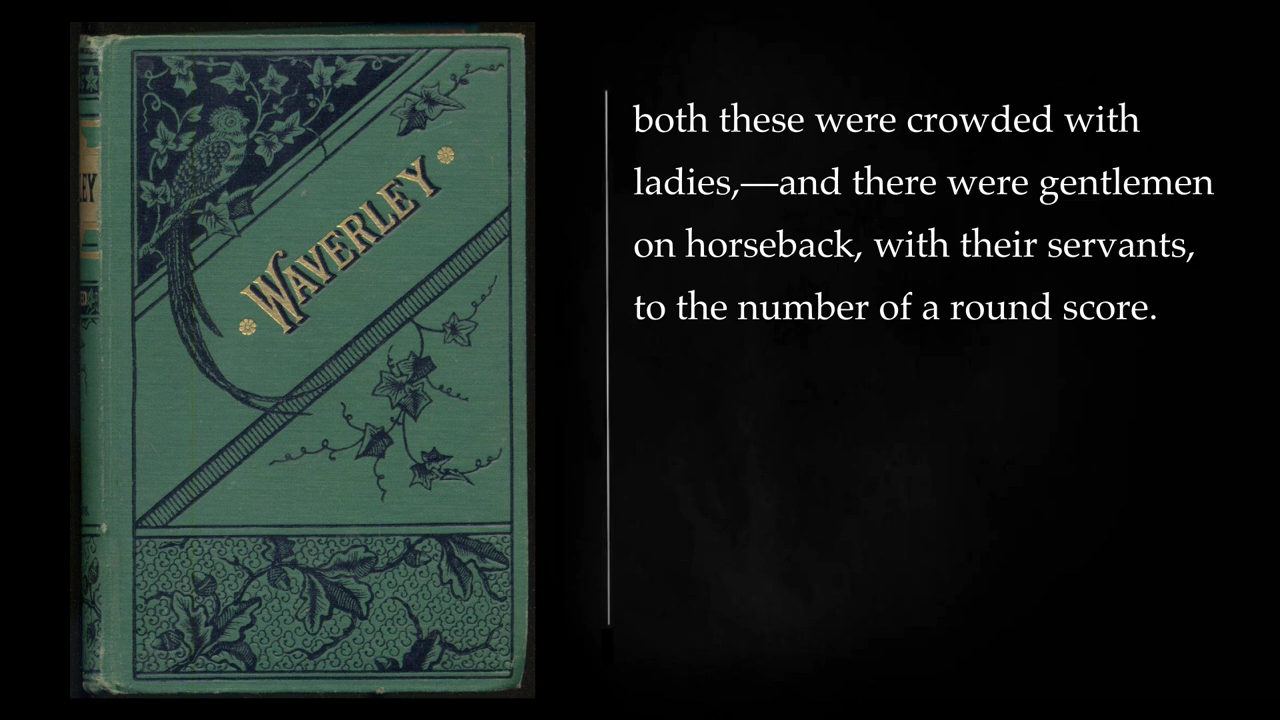 WAVERLEY
EY
both these were crowded with
ladies,—and there were gentlemen
on horseback, with their servants,
to the number of a round score.